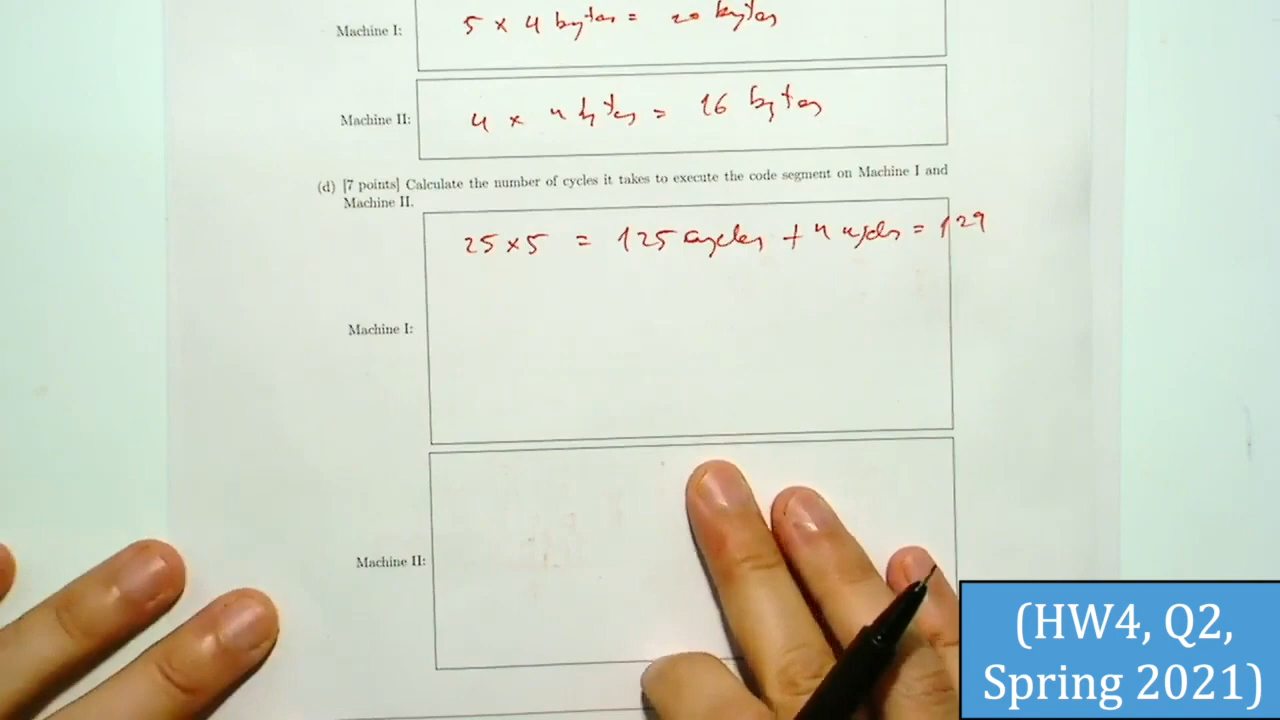 Machine I: 5 x 4 bytes = 20 bytes
Machine II: 4 x 4 bytes = 16 bytes
(d) [7 points] Calculate the number of cycles it takes to execute the code segment on Machine I and
Machine II.
25 x 5 = 125 cycles + 4 cycles = 129
Machine I:
Machine II:
(HW4, Q2,
Spring 2021)